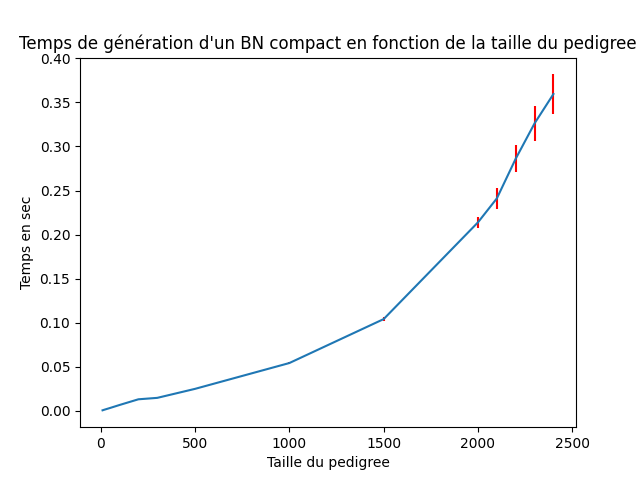 Temps de génération d'un BN compact en fonction de la taille du pedigree
0.40
0.35
0.30
0.25
0.20
0.15
0.10
0.05
0.00
Temps en sec
0 500 1000 1500 2000 2500
Taille du pedigree